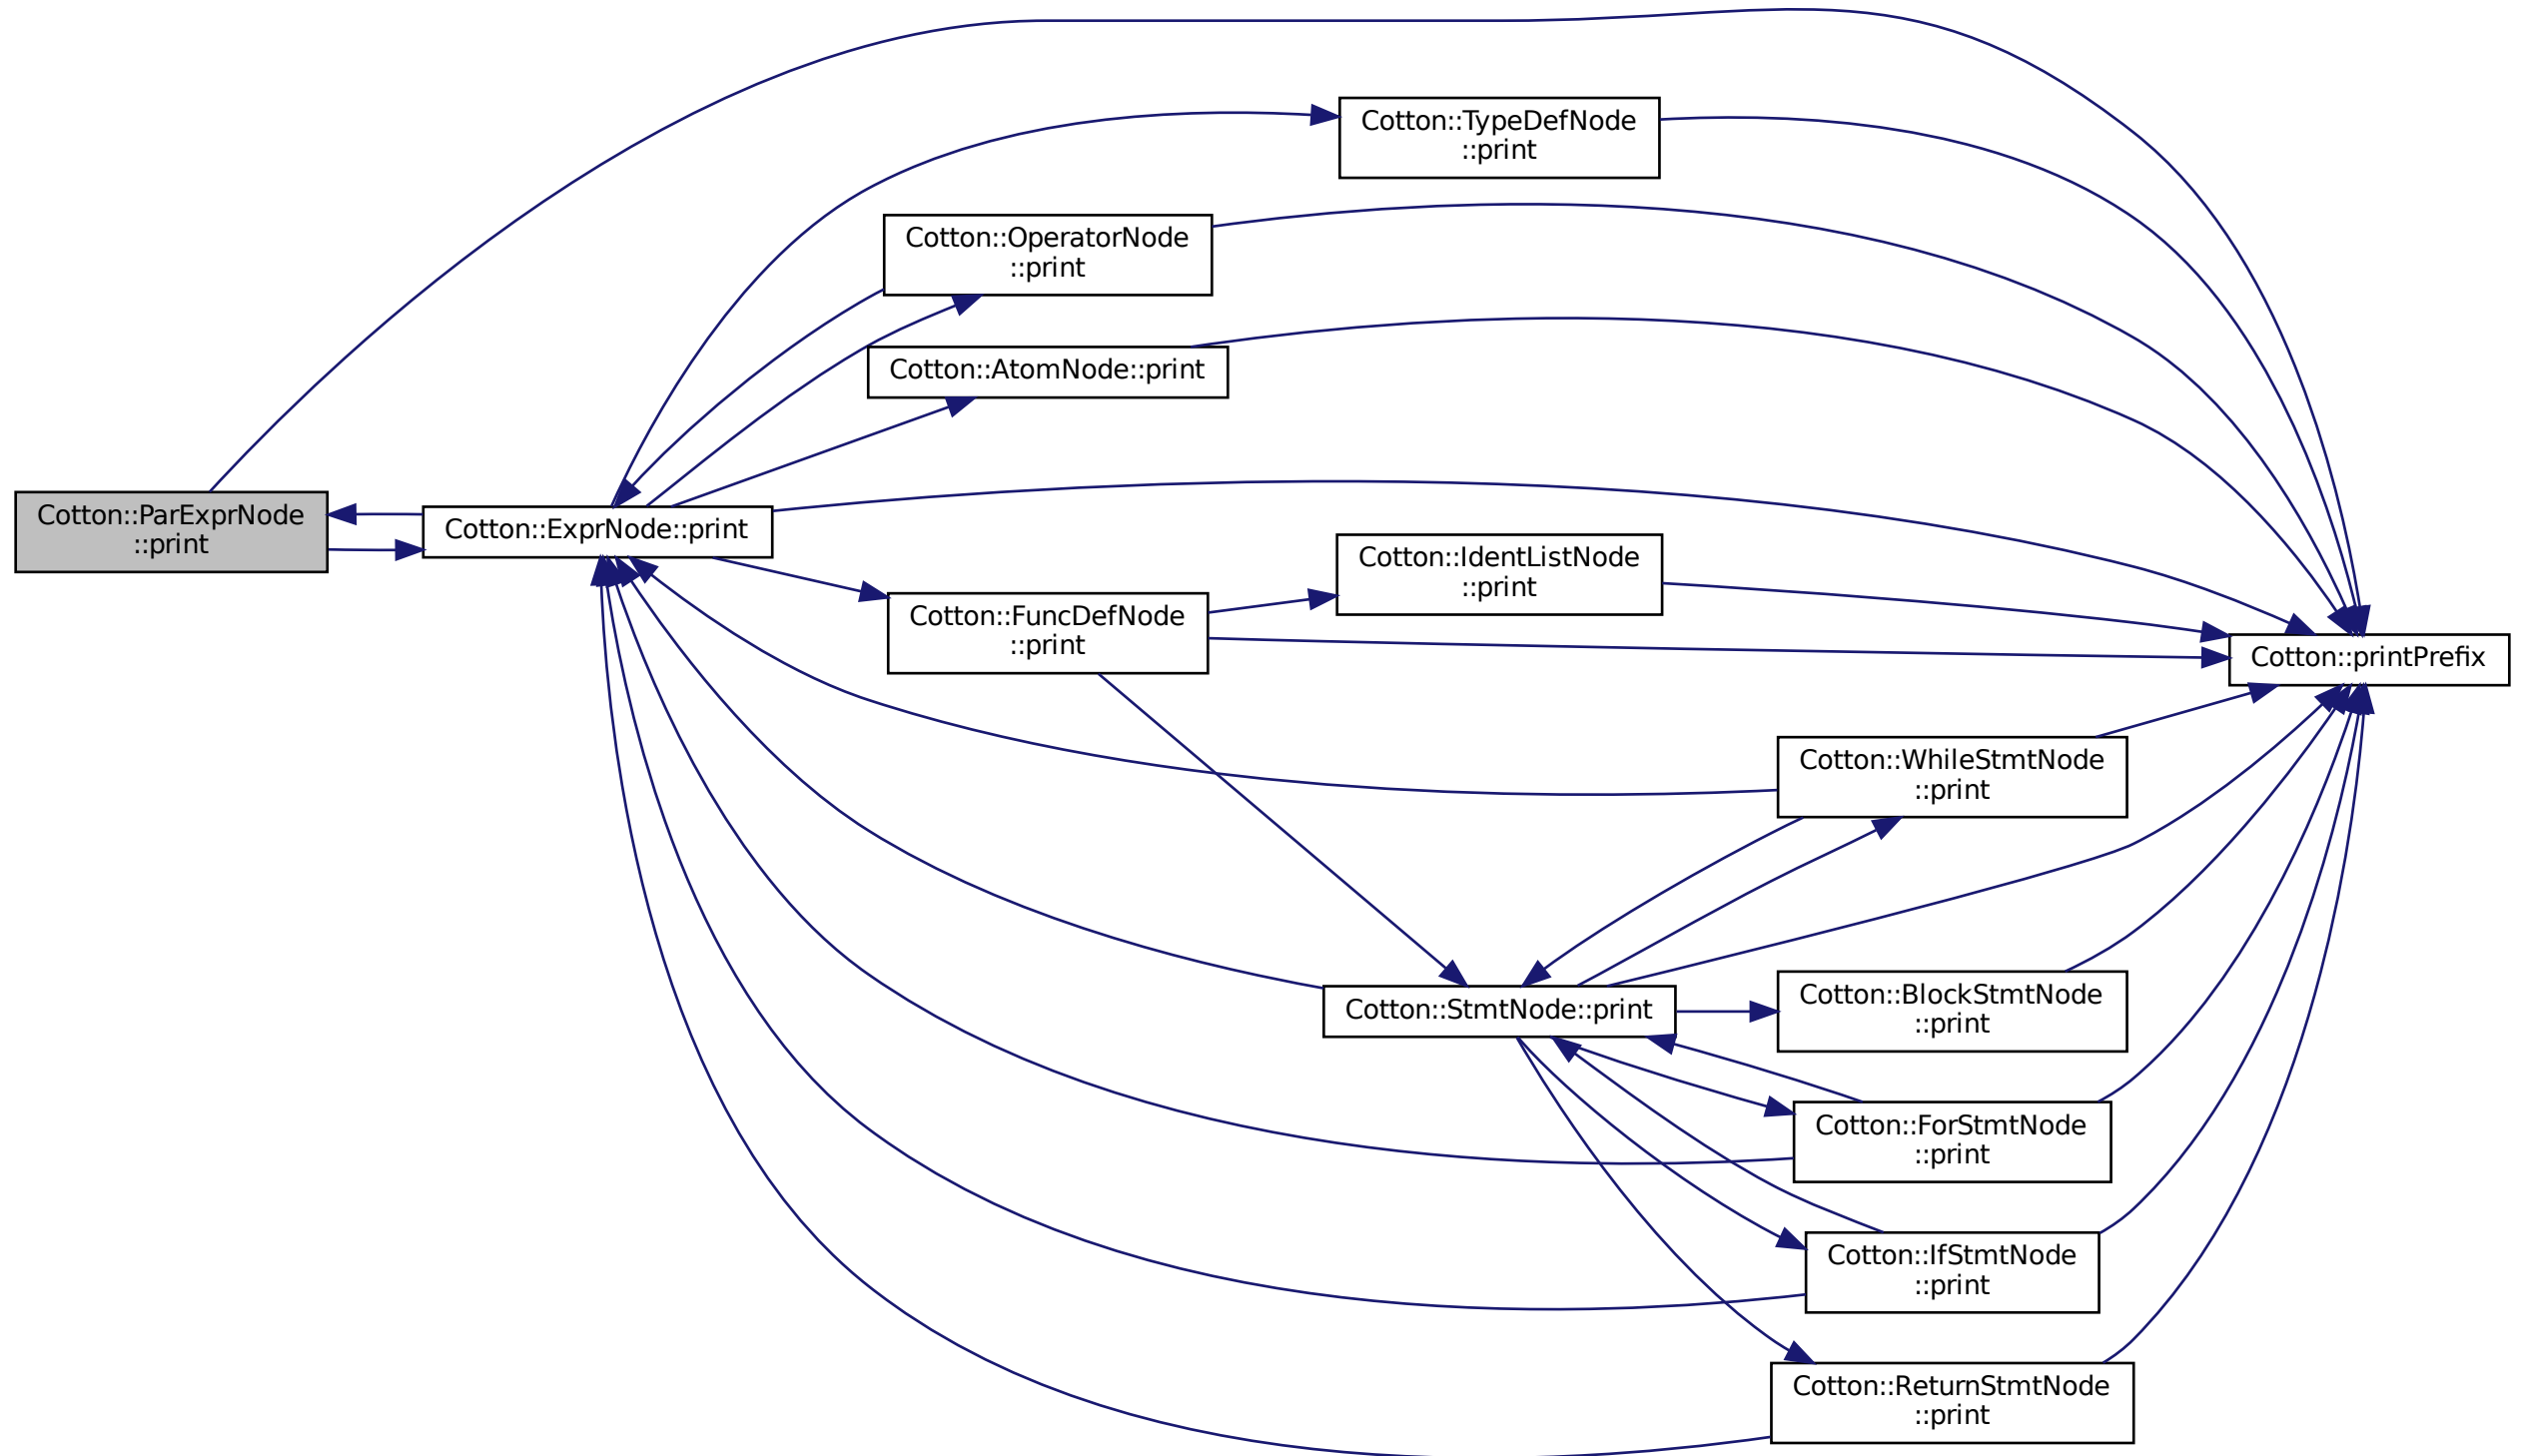 Cotton::TypeDefNode
::print
Cotton::OperatorNode
::print
Cotton::AtomNode::print
Cotton::ParExprNode
::print
Cotton::ExprNode::print
Cotton::IdentListNode
::print
Cotton::FuncDefNode
::print
Cotton::printPrefix
Cotton::WhileStmtNode
::print
Cotton::StmtNode::print
Cotton::BlockStmtNode
::print
Cotton::ForStmtNode
::print
Cotton::IfStmtNode
::print
Cotton::ReturnStmtNode
::print